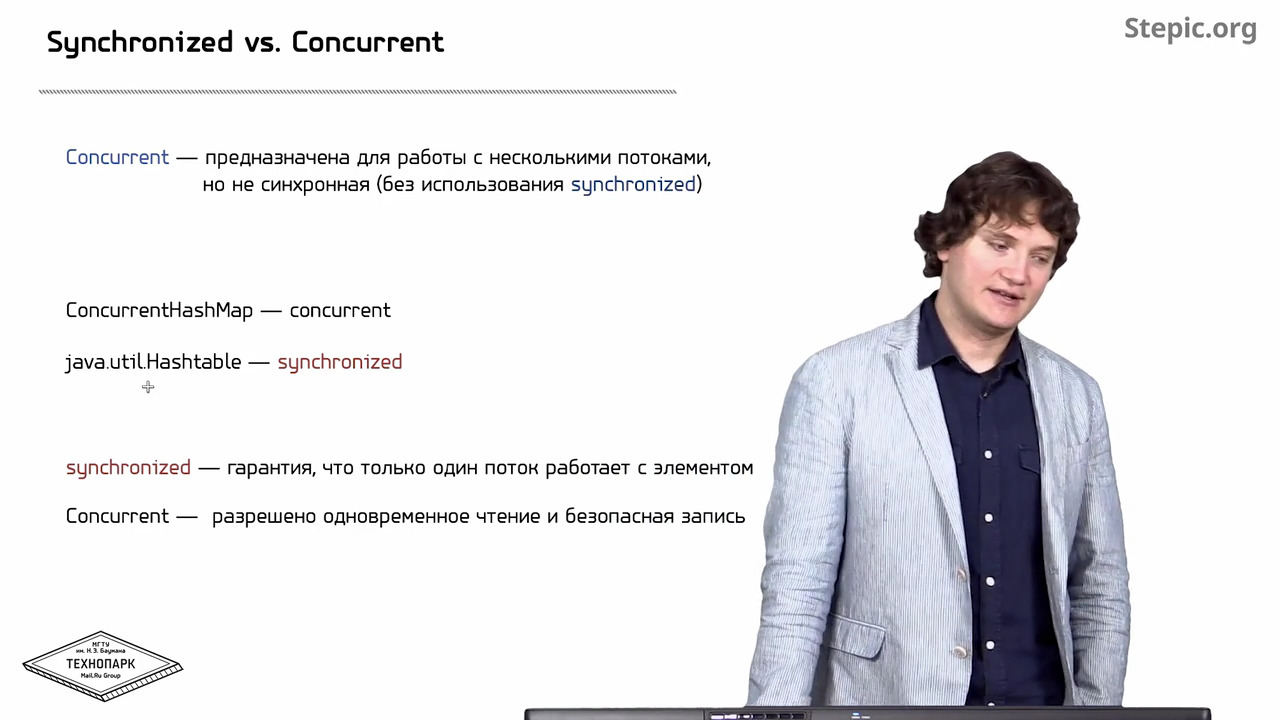 Synchronized vs. Concurrent
Stepic.org
Concurrent — предназначена для работы с несколькими потоками,
но не синхронная (без использования synchronized)
ConcurrentHashMap — concurrent
java.util.Hashtable — synchronized
synchronized — гарантия, что только один поток работает с элементом
Concurrent — разрешено одновременное чтение и безопасная запись
МГТУ
им. Н.Э. Баумана
ТЕХНОПАРК
Mail.Ru Group